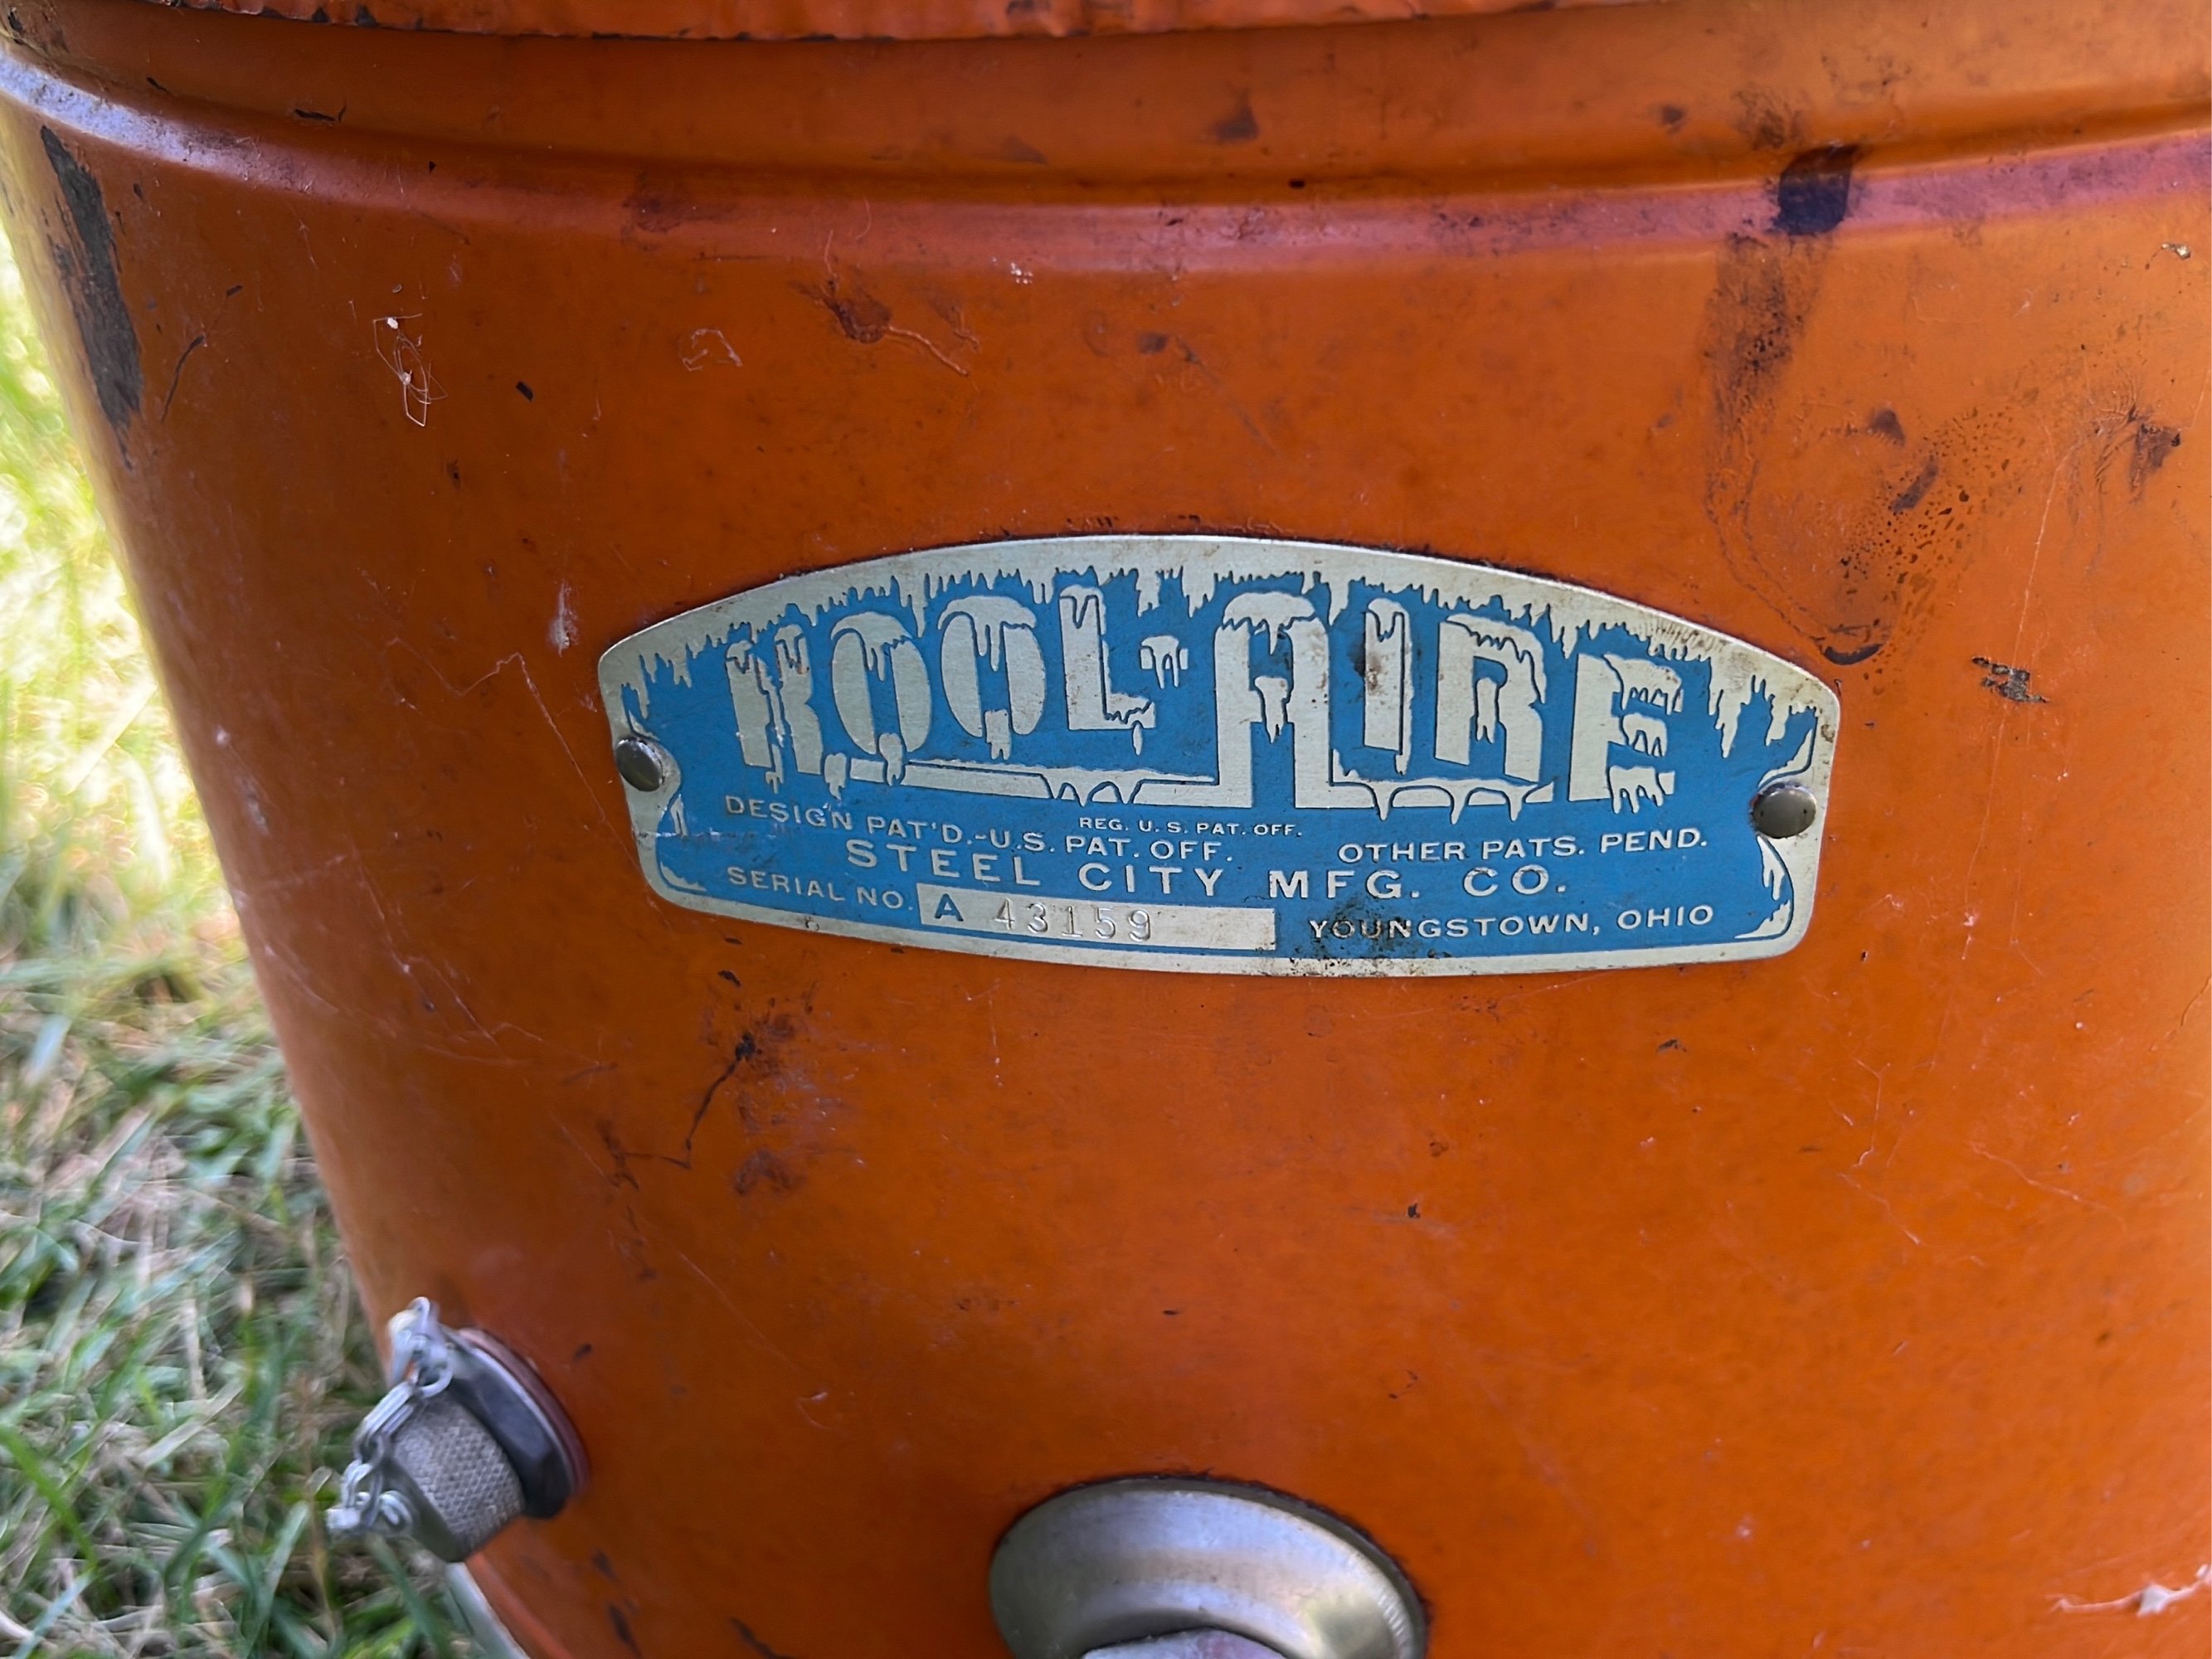 KOOL-AIRE
REG. U. S. PAT. OFF.
DESIGN PAT'D.-U.S. PAT. OFF. OTHER PATS. PEND.
STEEL CITY MFG. CO.
SERIAL NO. A 43159 YOUNGSTOWN, OHIO